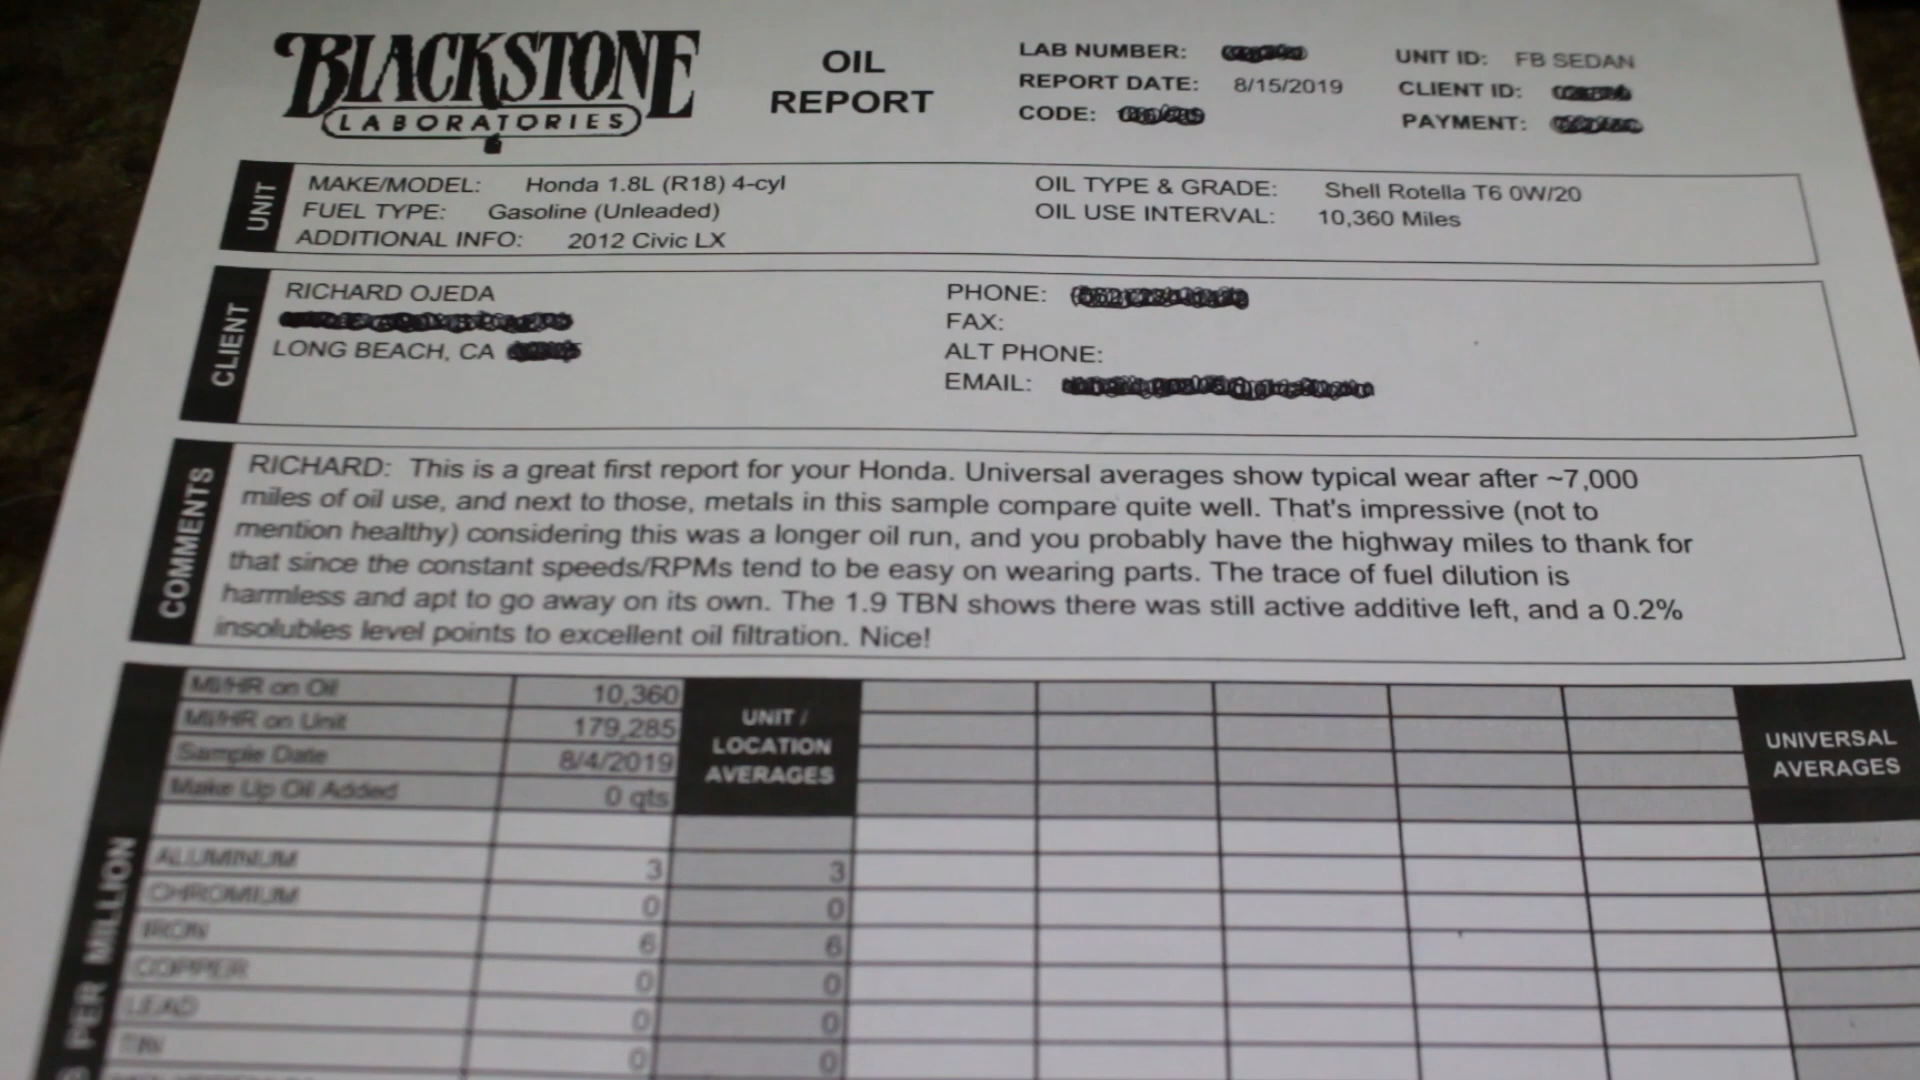 BLACKSTONE
LABORATORIES
OIL
REPORT
LAB NUMBER:
REPORT DATE: 8/15/2019
CODE:
UNIT ID: FB SEDAN
CLIENT ID:
PAYMENT:
UNIT
MAKE/MODEL: Honda 1.8L (R18) 4-cyl
FUEL TYPE: Gasoline (Unleaded)
ADDITIONAL INFO: 2012 Civic LX
OIL TYPE & GRADE: Shell Rotella T6 0W/20
OIL USE INTERVAL: 10,360 Miles
CLIENT
RICHARD OJEDA
LONG BEACH, CA
PHONE:
FAX:
ALT PHONE:
EMAIL:
COMMENTS
RICHARD: This is a great first report for your Honda. Universal averages show typical wear after ~7,000
miles of oil use, and next to those, metals in this sample compare quite well. That's impressive (not to
mention healthy) considering this was a longer oil run, and you probably have the highway miles to thank for
that since the constant speeds/RPMs tend to be easy on wearing parts. The trace of fuel dilution is
harmless and apt to go away on its own. The 1.9 TBN shows there was still active additive left, and a 0.2%
insolubles level points to excellent oil filtration. Nice!
MI/HR on Oil 10,360
MI/HR on Unit 179,285
Sample Date 8/4/2019
Make Up Oil Added 0 qts
UNIT /
LOCATION
AVERAGES
UNIVERSAL
AVERAGES
S PER MILLION
ALUMINUM 3 3
CHROMIUM 0 0
IRON 6 6
COPPER 0 0
LEAD 0 0
TIN 0 0